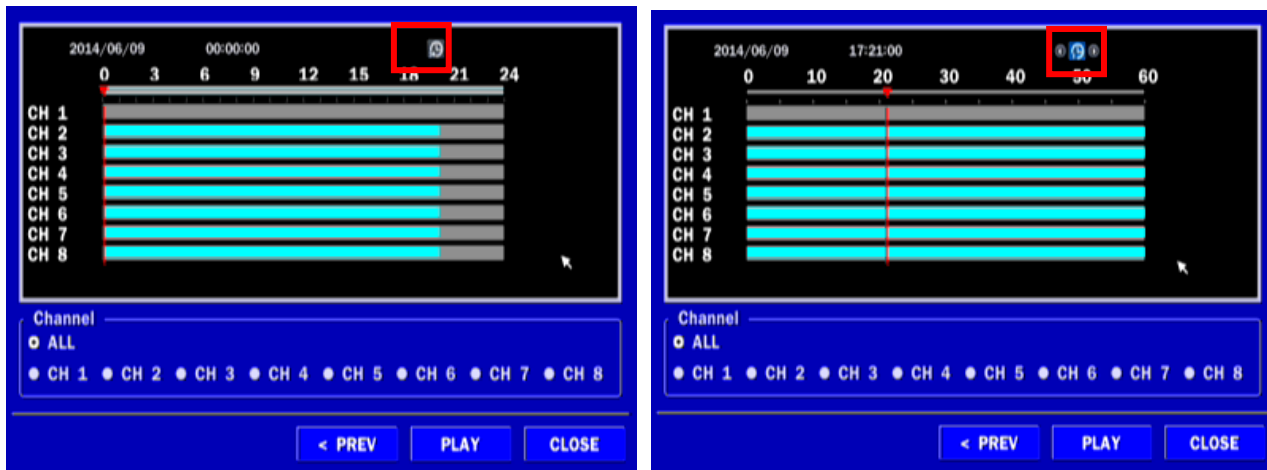 2014/06/09 00:00:00
0 3 6 9 12 15 18 21 24
CH 1
CH 2
CH 3
CH 4
CH 5
CH 6
CH 7
CH 8
Channel
ALL
CH 1 CH 2 CH 3 CH 4 CH 5 CH 6 CH 7 CH 8
< PREV PLAY CLOSE
2014/06/09 17:21:00
0 10 20 30 40 50 60
CH 1
CH 2
CH 3
CH 4
CH 5
CH 6
CH 7
CH 8
Channel
ALL
CH 1 CH 2 CH 3 CH 4 CH 5 CH 6 CH 7 CH 8
< PREV PLAY CLOSE